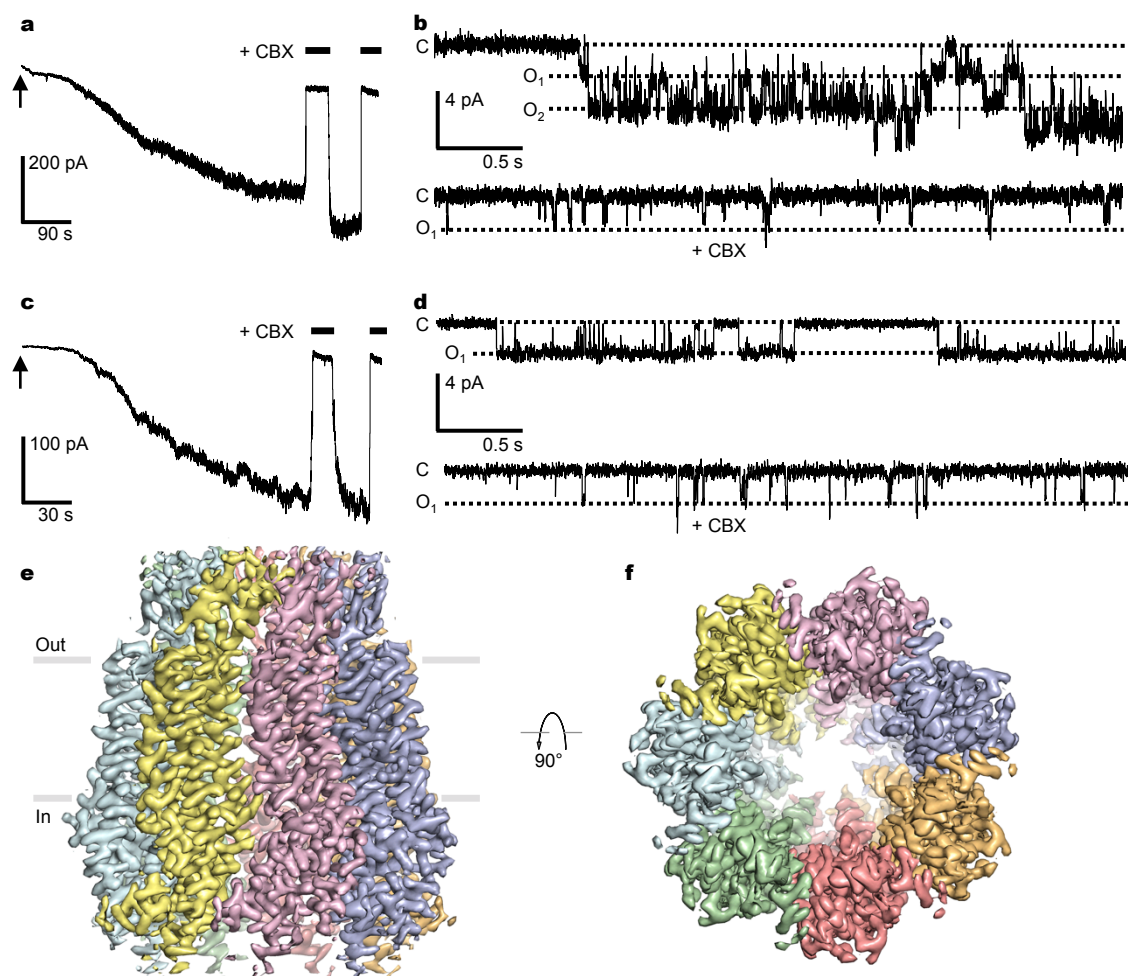 a
+ CBX
200 pA
90 s
b
C
O₁
4 pA
O₂
0.5 s
C
O₁
+ CBX
c
+ CBX
100 pA
30 s
d
C
O₁
4 pA
0.5 s
C
O₁
+ CBX
e
Out
In
f
90°